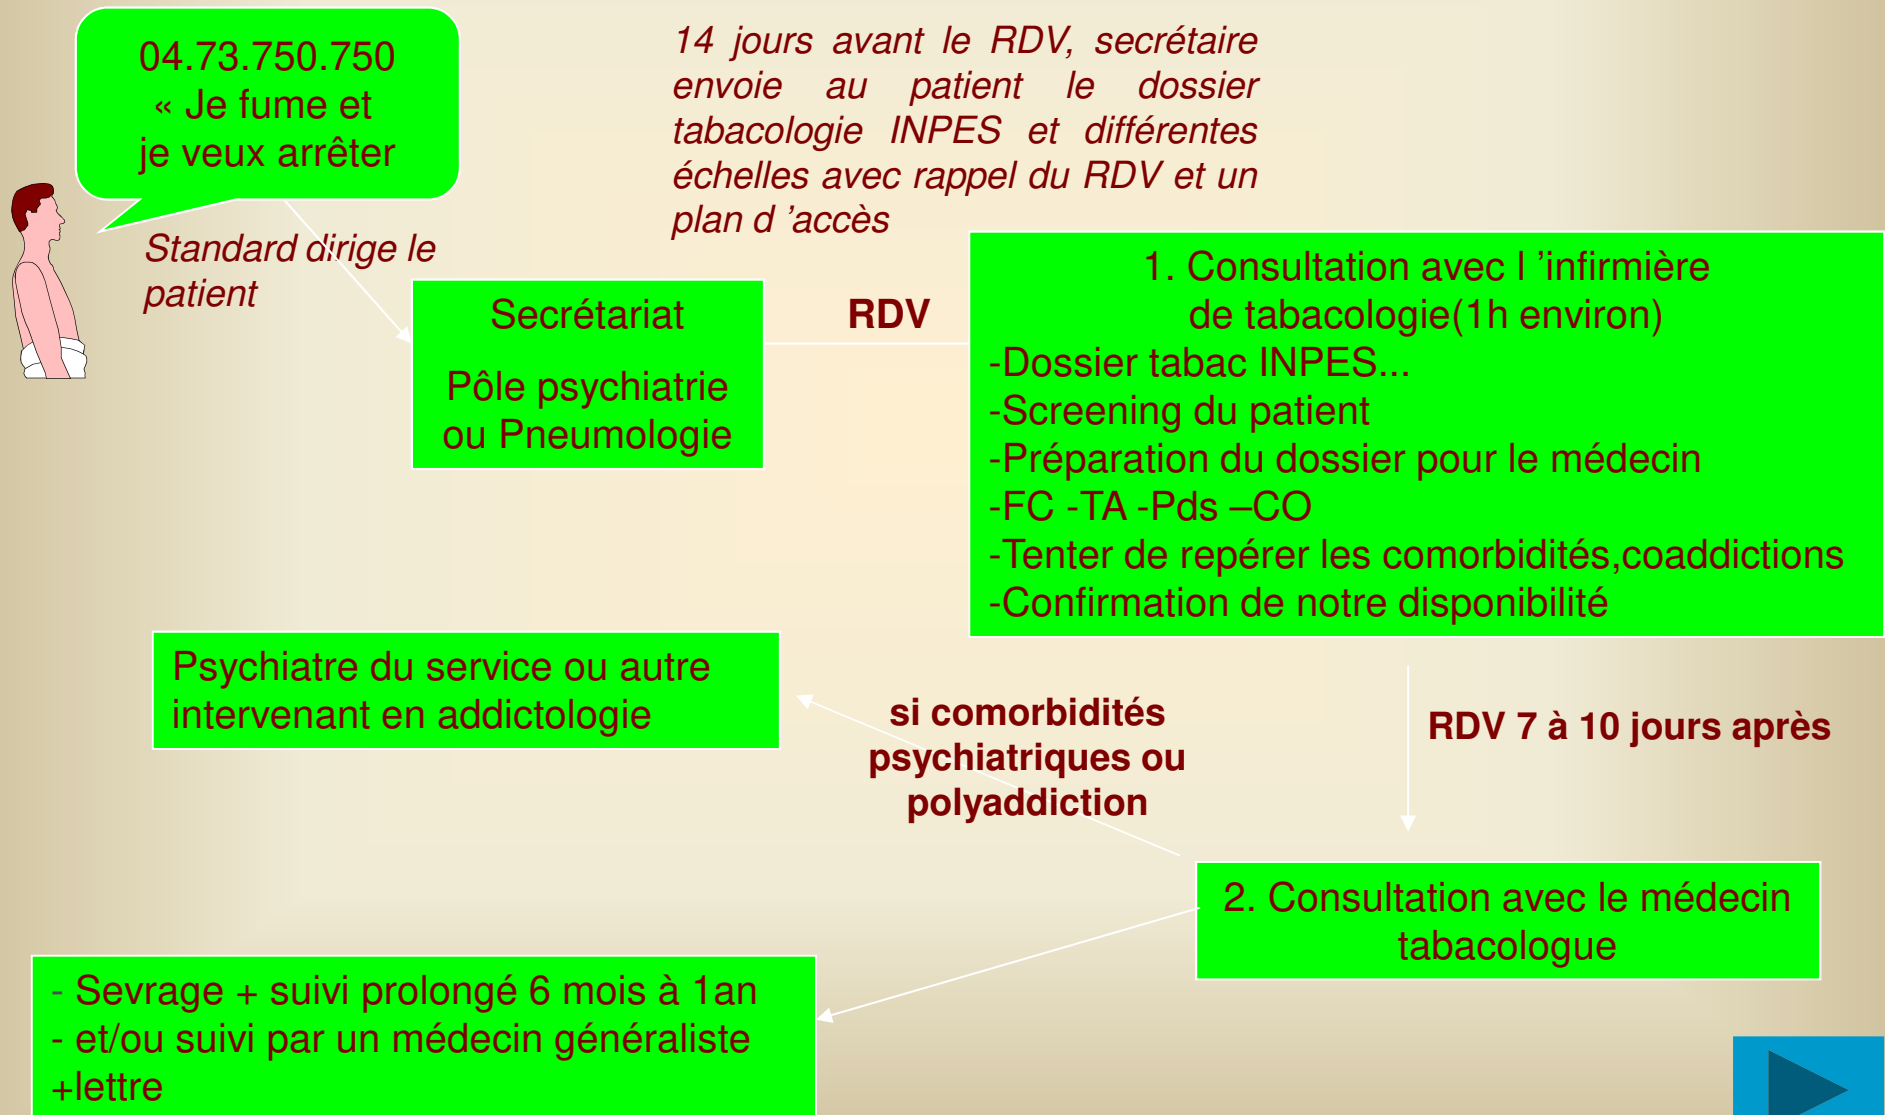 04.73.750.750
« Je fume et
je veux arrêter
14 jours avant le RDV, secrétaire
envoie au patient le dossier
tabacologie INPES et différentes
échelles avec rappel du RDV et un
plan d ’accès
Standard dirige le
patient
Secrétariat
Pôle psychiatrie
ou Pneumologie
RDV
1. Consultation avec l ’infirmière
de tabacologie(1h environ)
-Dossier tabac INPES...
-Screening du patient
-Préparation du dossier pour le médecin
-FC -TA -Pds –CO
-Tenter de repérer les comorbidités,coaddictions
-Confirmation de notre disponibilité
Psychiatre du service ou autre
intervenant en addictologie
si comorbidités
psychiatriques ou
polyaddiction
RDV 7 à 10 jours après
2. Consultation avec le médecin
tabacologue
- Sevrage + suivi prolongé 6 mois à 1an
- et/ou suivi par un médecin généraliste
+lettre